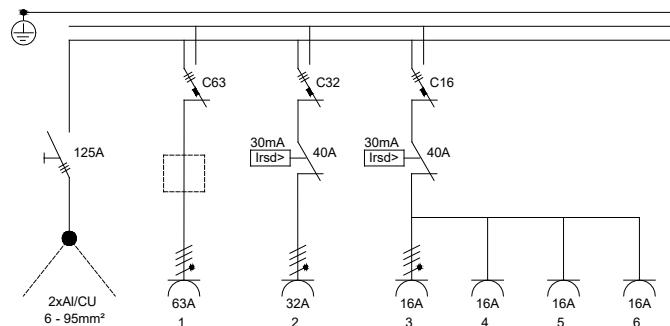 C63
C32
C16
125A
30mA
Irsd>
40A
30mA
Irsd>
40A
2xAl/CU
6 - 95mm²
63A
32A
16A
16A
16A
16A
1
2
3
4
5
6